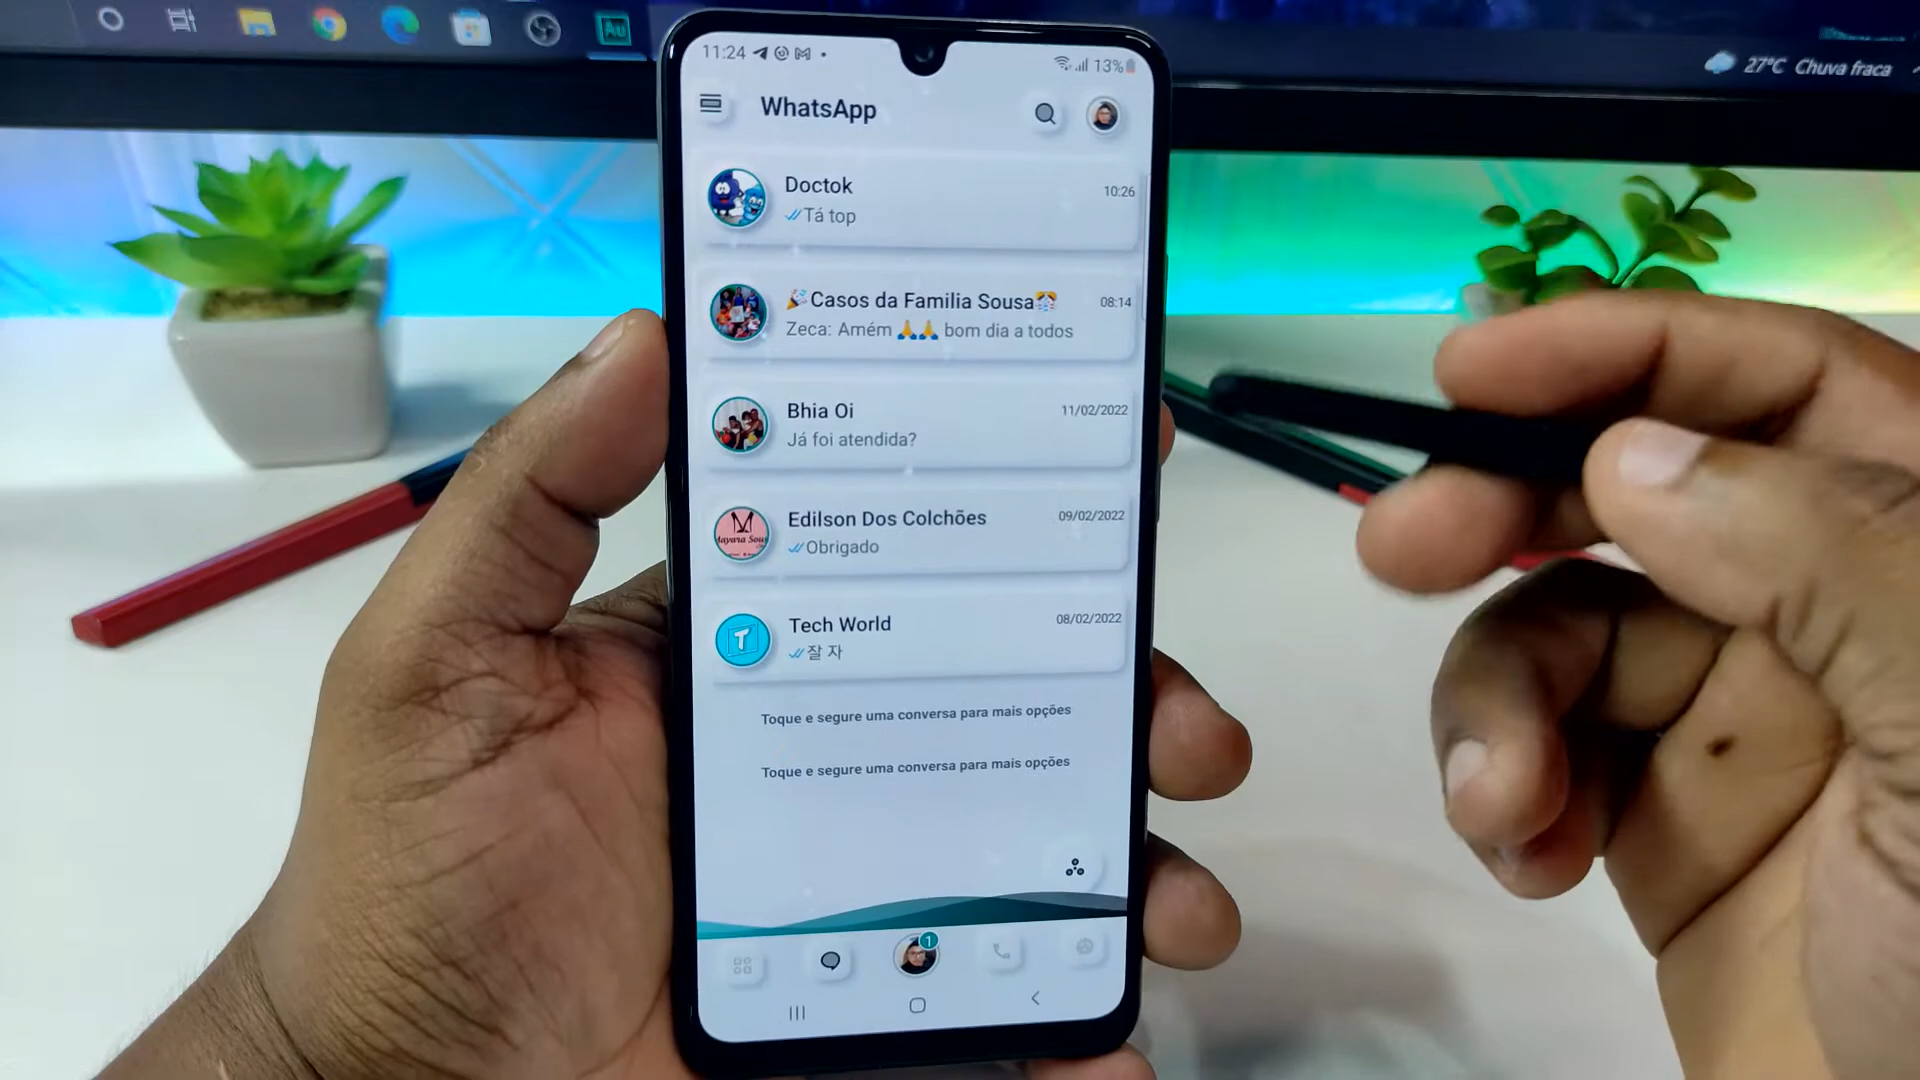 Au
27°C Chuva fraca
11:24
13%
WhatsApp
Doctok
10:26
Tá top
🎉Casos da Familia Sousa🎊
08:14
Zeca: Amém 🙏🙏 bom dia a todos
Bhia Oi
11/02/2022
Já foi atendida?
Edilson Dos Colchões
09/02/2022
Obrigado
Tech World
08/02/2022
잘 자
T
Toque e segure uma conversa para mais opções
Toque e segure uma conversa para mais opções
1